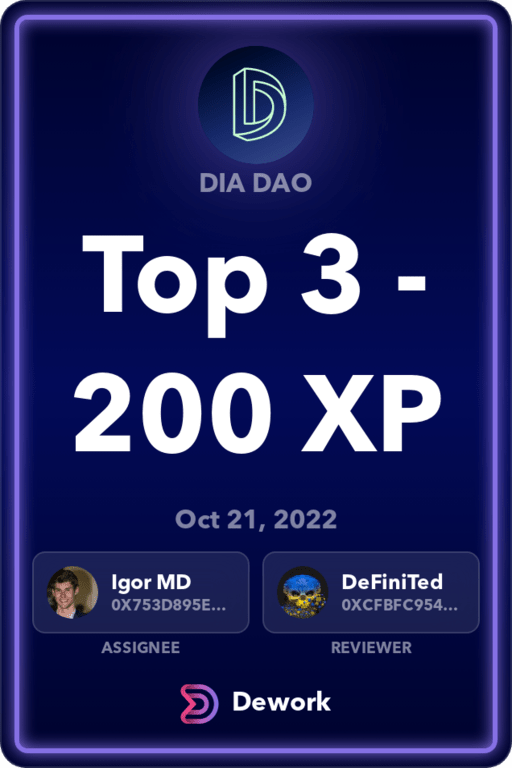 DIA DAO
Top 3 -
200 XP
Oct 21, 2022
Igor MD
0X753D895E...
ASSIGNEE
DeFiniTed
0XCFBFC954...
REVIEWER
Dework